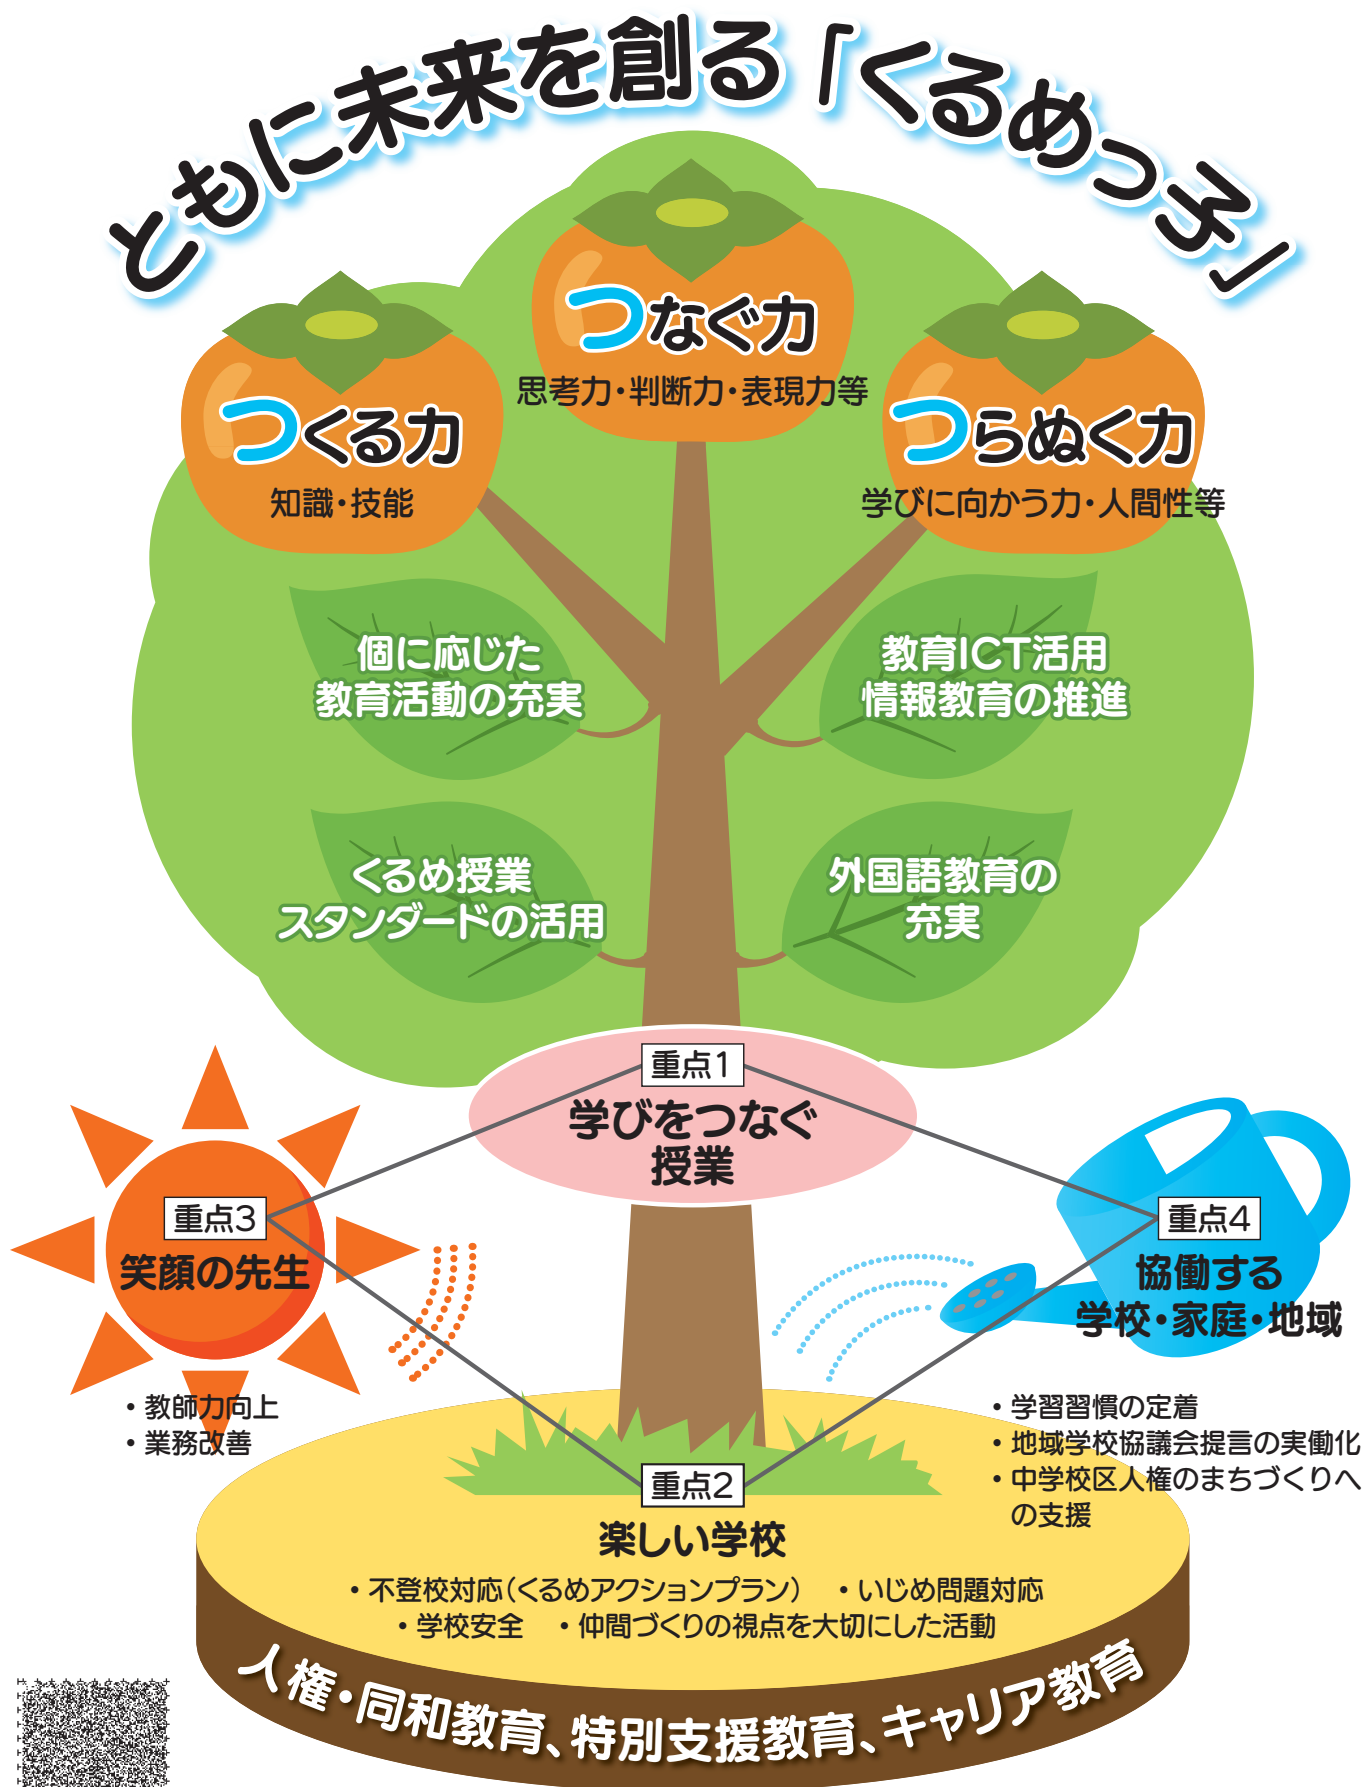 ともに未来を創る「くるめっ子」
つなぐ力
思考力・判断力・表現力等
つくる力
知識・技能
つらぬく力
学びに向かう力・人間性等
個に応じた
教育活動の充実
教育ICT活用
情報教育の推進
くるめ授業
スタンダードの活用
外国語教育の
充実
重点1
学びをつなぐ
授業
重点3
笑顔の先生
・教師力向上
・業務改善
重点4
協働する
学校・家庭・地域
・学習習慣の定着
・地域学校協議会提言の実働化
・中学校区人権のまちづくりへ
の支援
重点2
楽しい学校
・不登校対応（くるめアクションプラン）　・いじめ問題対応
・学校安全　・仲間づくりの視点を大切にした活動
人権・同和教育、特別支援教育、キャリア教育